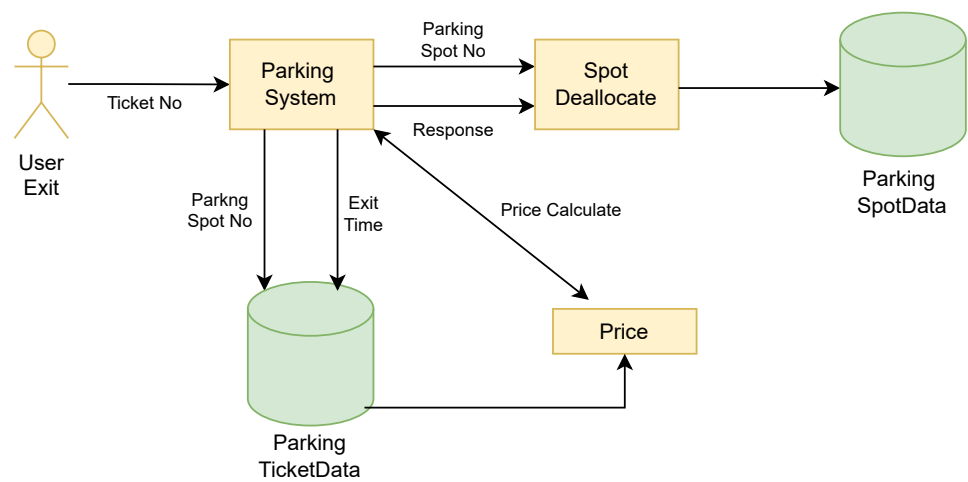 Parking
Spot No
Parking
System
Spot
Deallocate
Ticket No
Response
User
Exit
Parking
SpotData
Parkng
Spot No
Exit
Time
Price Calculate
Price
Parking
TicketData